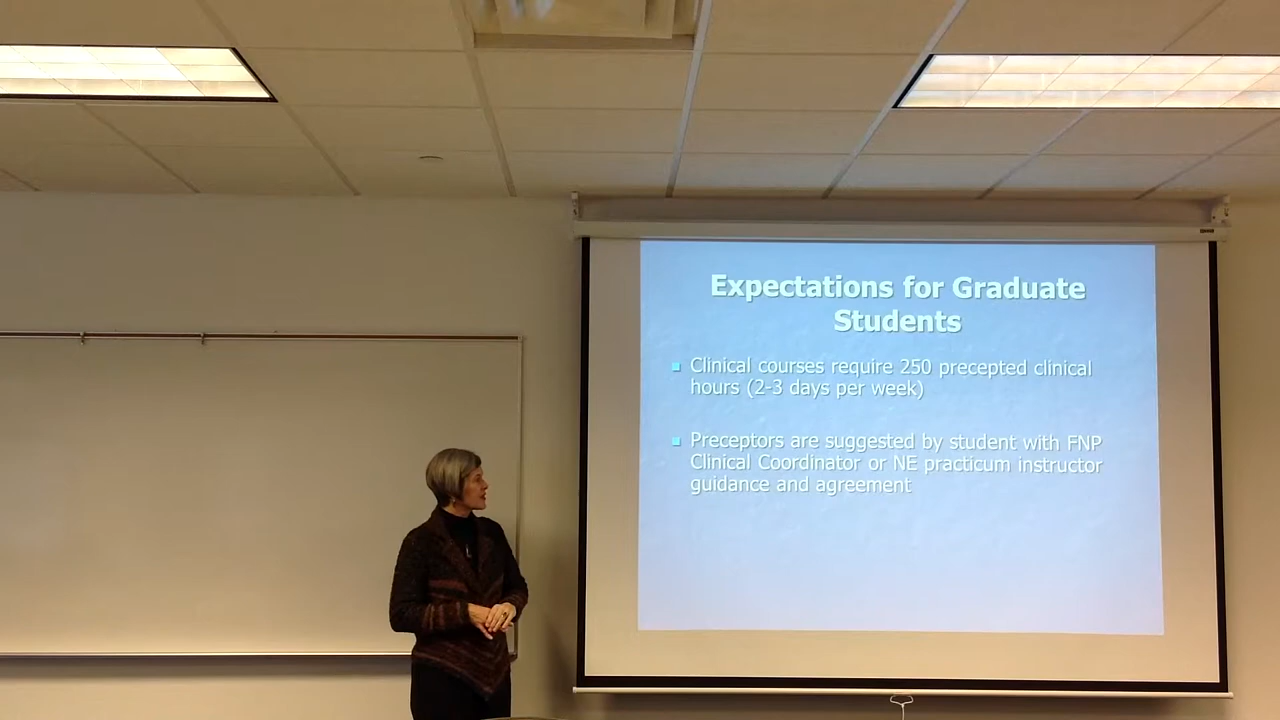 Expectations for Graduate
Students
Clinical courses require 250 precepted clinical
hours (2-3 days per week)
Preceptors are suggested by student with FNP
Clinical Coordinator or NE practicum instructor
guidance and agreement